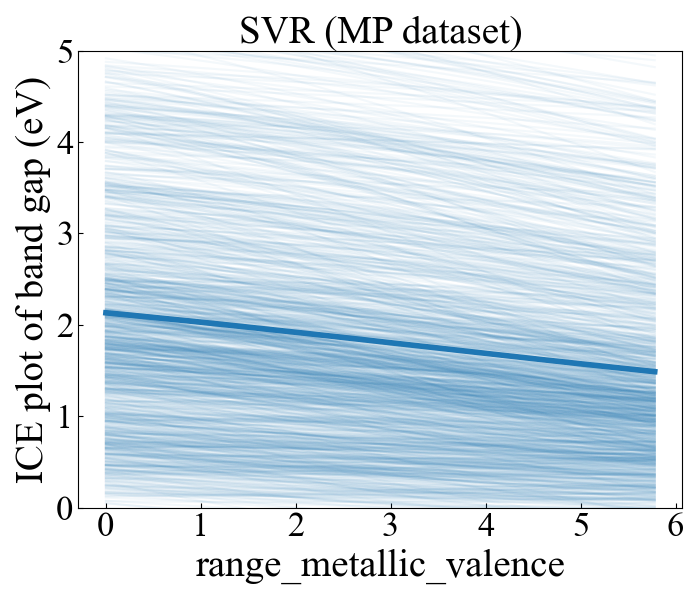 SVR (MP dataset)
ICE plot of band gap (eV)
5
4
3
2
1
0
0 1 2 3 4 5 6
range_metallic_valence